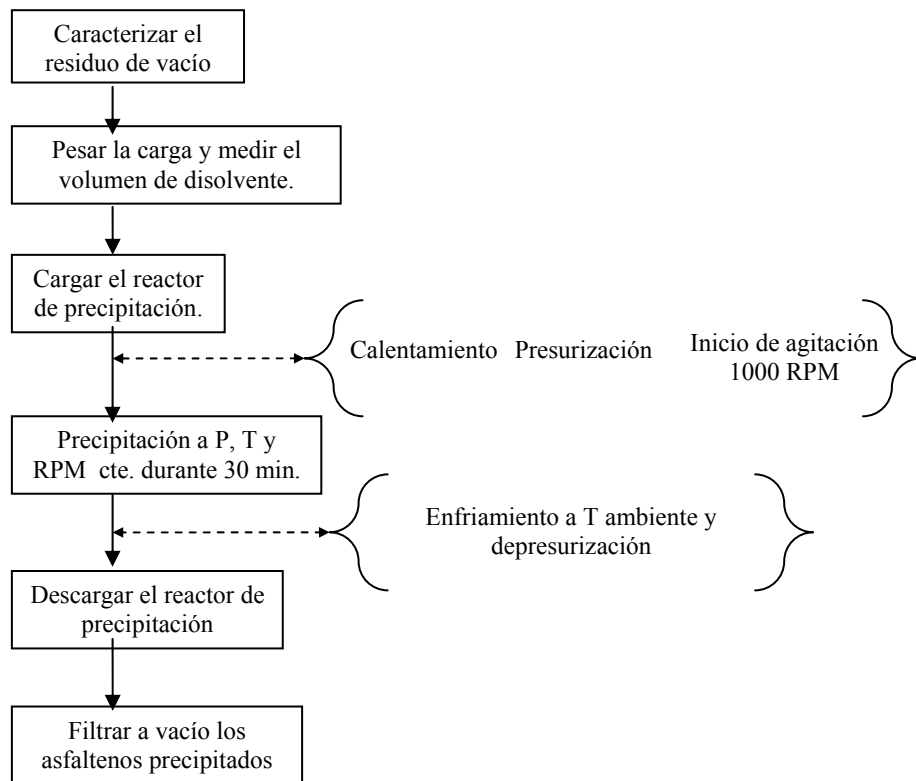 Caracterizar el
residuo de vacío
Pesar la carga y medir el
volumen de disolvente.
Cargar el reactor
de precipitación.
Calentamiento Presurización
Inicio de agitación
1000 RPM
Precipitación a P, T y
RPM cte. durante 30 min.
Enfriamiento a T ambiente y
depresurización
Descargar el reactor de
precipitación
Filtrar a vacío los
asfaltenos precipitados